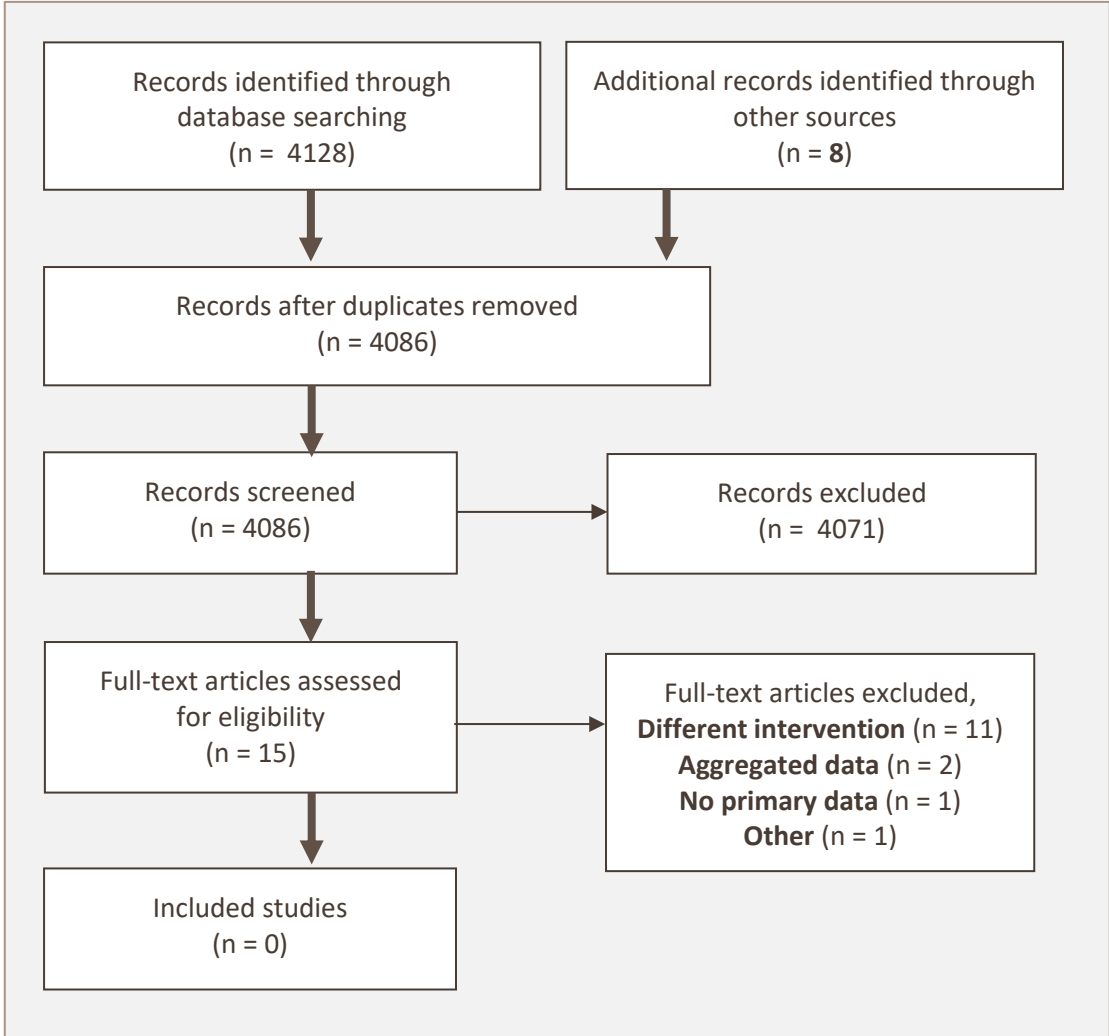 Records identified through
database searching
(n = 4128)
Additional records identified through
other sources
(n = 8)
Records after duplicates removed
(n = 4086)
Records screened
(n = 4086)
Records excluded
(n = 4071)
Full-text articles assessed
for eligibility
(n = 15)
Full-text articles excluded,
Different intervention (n = 11)
Aggregated data (n = 2)
No primary data (n = 1)
Other (n = 1)
Included studies
(n = 0)